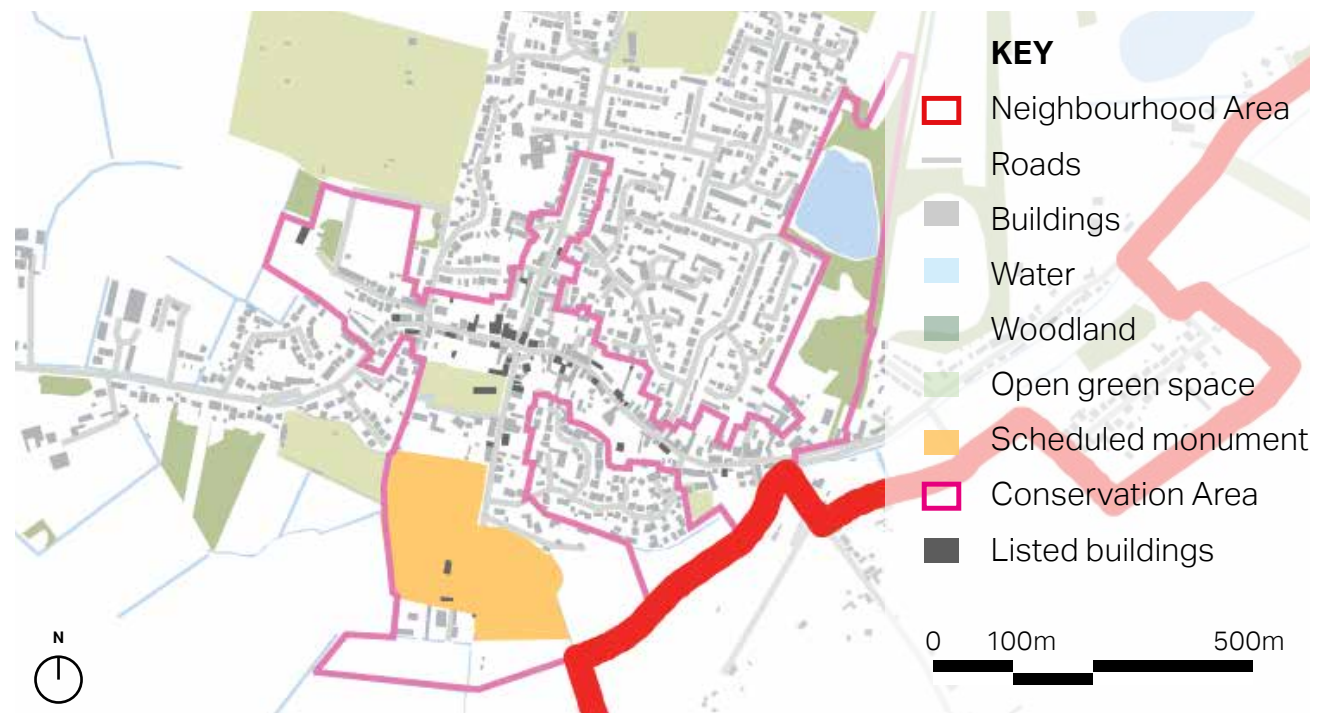 KEY
Neighbourhood Area
Roads
Buildings
Water
Woodland
Open green space
Scheduled monument
Conservation Area
Listed buildings
N
0 100m 500m